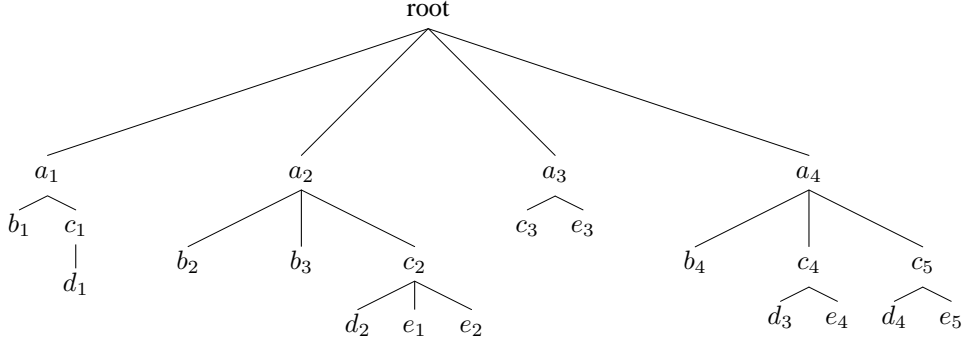 root
a₁ a₂ a₃ a₄
b₁ c₁ c₃ e₃
b₂ b₃ c₂ b₄ c₄ c₅
d₁
d₂ e₁ e₂ d₃ e₄ d₄ e₅